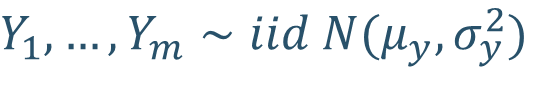 Y₁, …, Yₘ ~ iid N(μ_y, σ_y²)